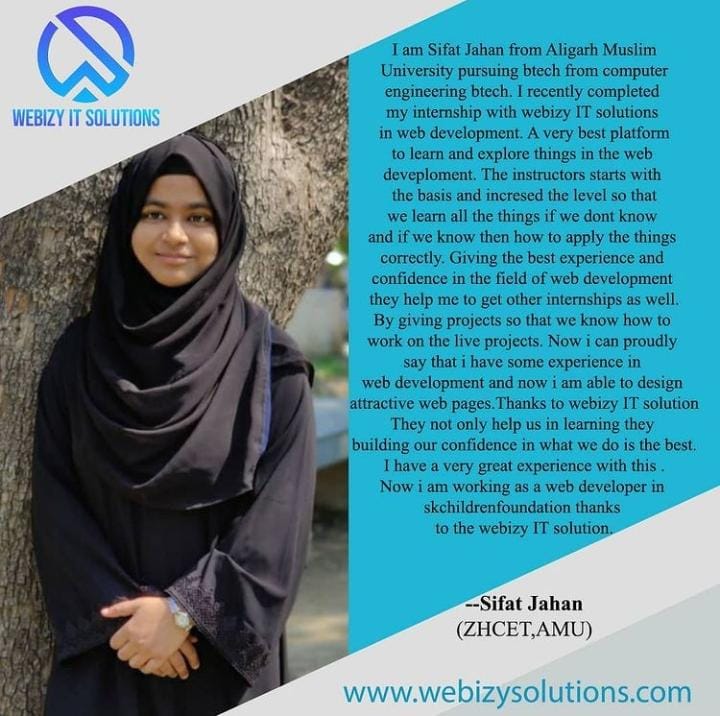 WEBIZY IT SOLUTIONS
I am Sifat Jahan from Aligarh Muslim
University pursuing btech from computer
engineering btech. I recently completed
my internship with webizy IT solutions
in web development. A very best platform
to learn and explore things in the web
deveploment. The instructors starts with
the basis and incresed the level so that
we learn all the things if we dont know
and if we know then how to apply the things
correctly. Giving the best experience and
confidence in the field of web development
they help me to get other internships as well.
By giving projects so that we know how to
work on the live projects. Now i can proudly
say that i have some experience in
web development and now i am able to design
attractive web pages.Thanks to webizy IT solution
They not only help us in learning they
building our confidence in what we do is the best.
I have a very great experience with this .
Now i am working as a web developer in
skchildrenfoundation thanks
to the webizy IT solution.
--Sifat Jahan
(ZHCET,AMU)
www.webizysolutions.com